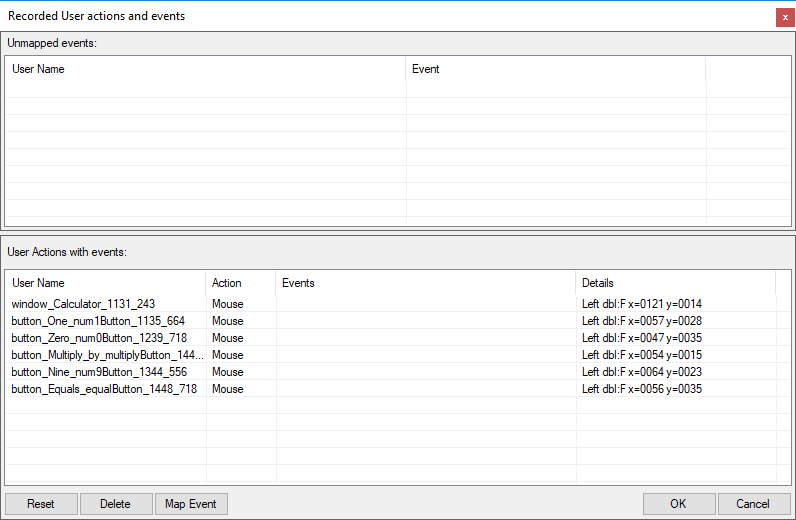 Recorded User actions and events
x
Unmapped events:
User Name Event
User Actions with events:
User Name Action Events Details
window_Calculator_1131_243 Mouse Left dbl:F x=0121 y=0014
button_One_num1Button_1135_664 Mouse Left dbl:F x=0057 y=0028
button_Zero_num0Button_1239_718 Mouse Left dbl:F x=0047 y=0035
button_Multiply_by_multiplyButton_144... Mouse Left dbl:F x=0054 y=0015
button_Nine_num9Button_1344_556 Mouse Left dbl:F x=0064 y=0023
button_Equals_equalButton_1448_718 Mouse Left dbl:F x=0056 y=0035
Reset Delete Map Event OK Cancel